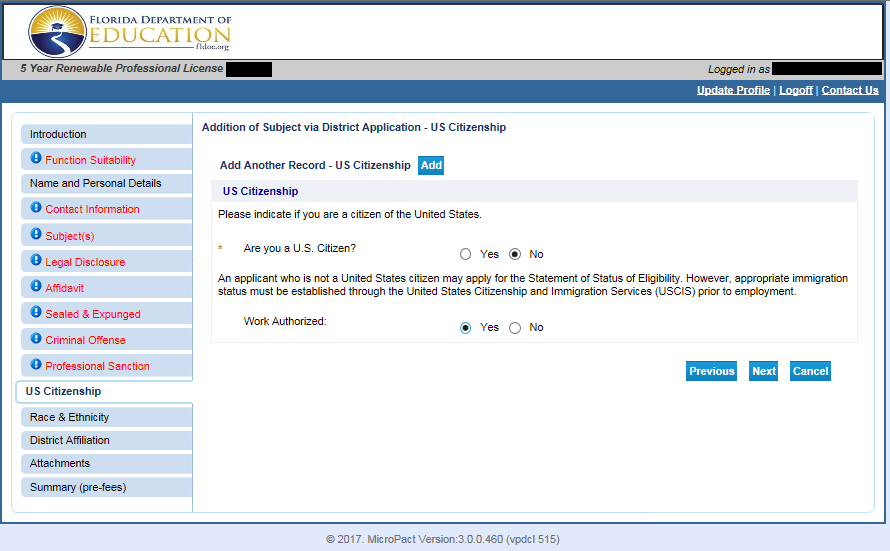 FLORIDA DEPARTMENT OF
EDUCATION
fldoe.org
5 Year Renewable Professional License
Logged in as
Update Profile | Logoff | Contact Us
Introduction
Function Suitability
Name and Personal Details
Contact Information
Subject(s)
Legal Disclosure
Affidavit
Sealed & Expunged
Criminal Offense
Professional Sanction
US Citizenship
Race & Ethnicity
District Affiliation
Attachments
Summary (pre-fees)
Addition of Subject via District Application - US Citizenship
Add Another Record - US Citizenship Add
US Citizenship
Please indicate if you are a citizen of the United States.
* Are you a U.S. Citizen? Yes No
An applicant who is not a United States citizen may apply for the Statement of Status of Eligibility. However, appropriate immigration
status must be established through the United States Citizenship and Immigration Services (USCIS) prior to employment.
Work Authorized: Yes No
Previous Next Cancel
© 2017. MicroPact Version:3.0.0.460 (vpdcl 515)